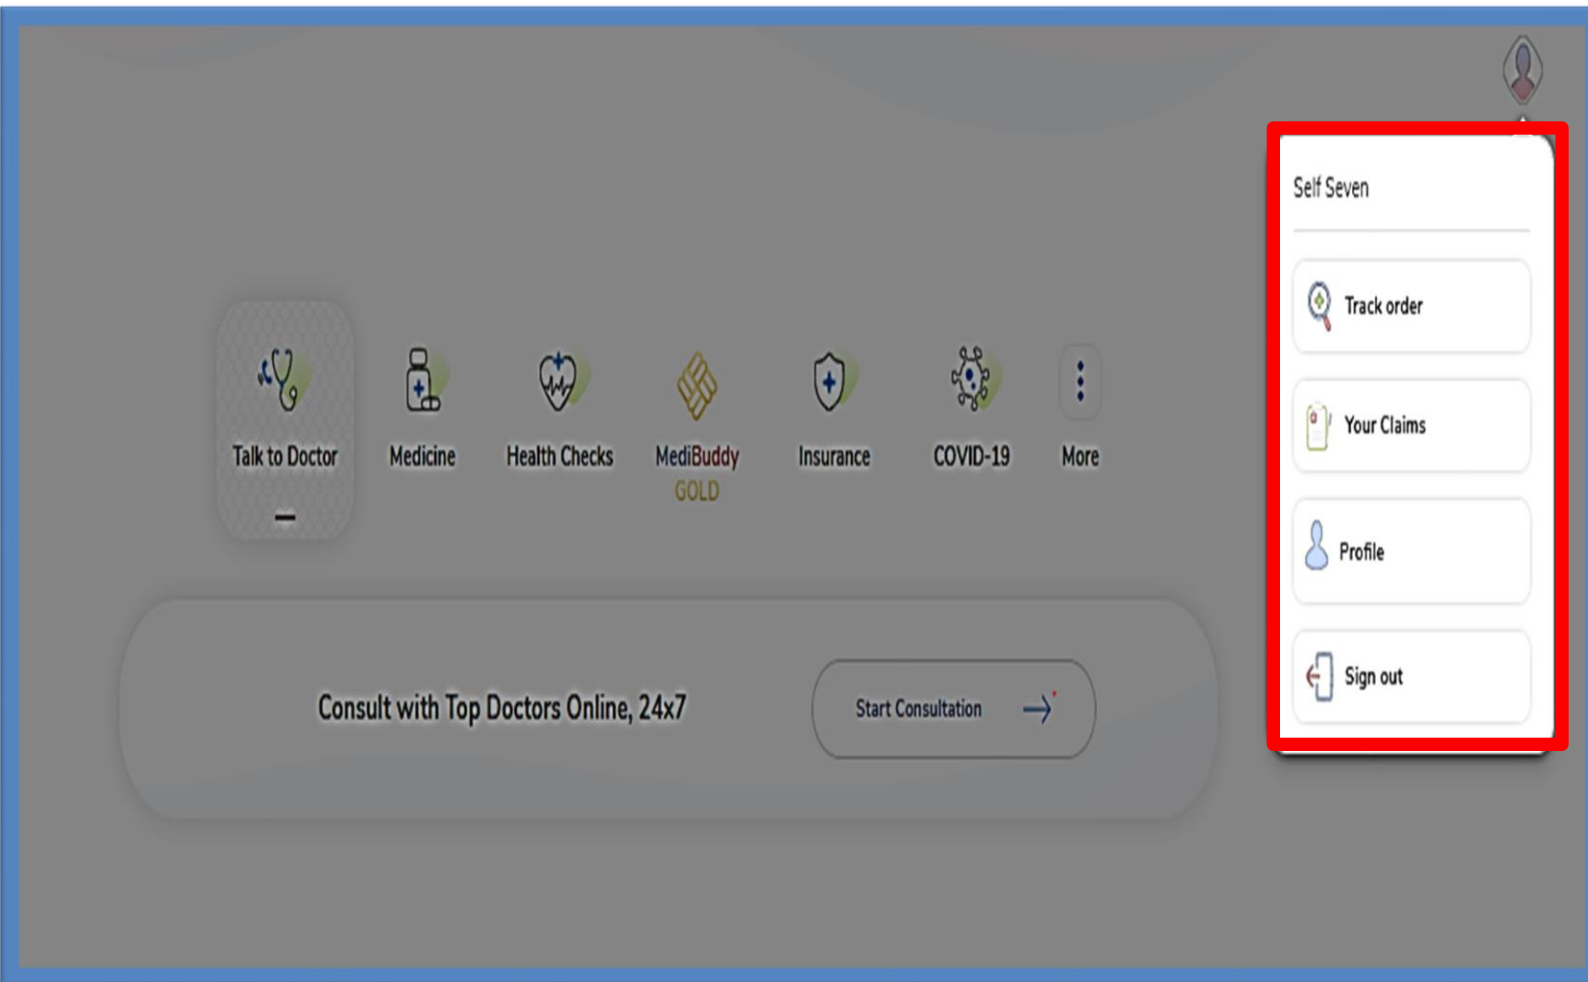 Self Seven
Track order
Your Claims
Profile
Sign out
Talk to Doctor
Medicine
Health Checks
MediBuddy
GOLD
Insurance
COVID-19
More
Consult with Top Doctors Online, 24x7
Start Consultation